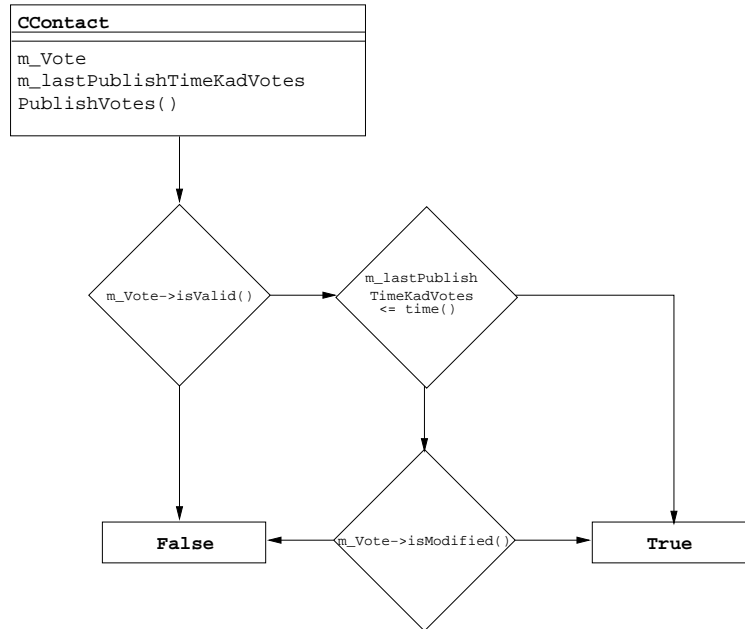 CContact
m_Vote
m_lastPublishTimeKadVotes
PublishVotes()
m_Vote->isValid()
m_lastPublish
TimeKadVotes
<= time()
m_Vote->isModified()
False
True